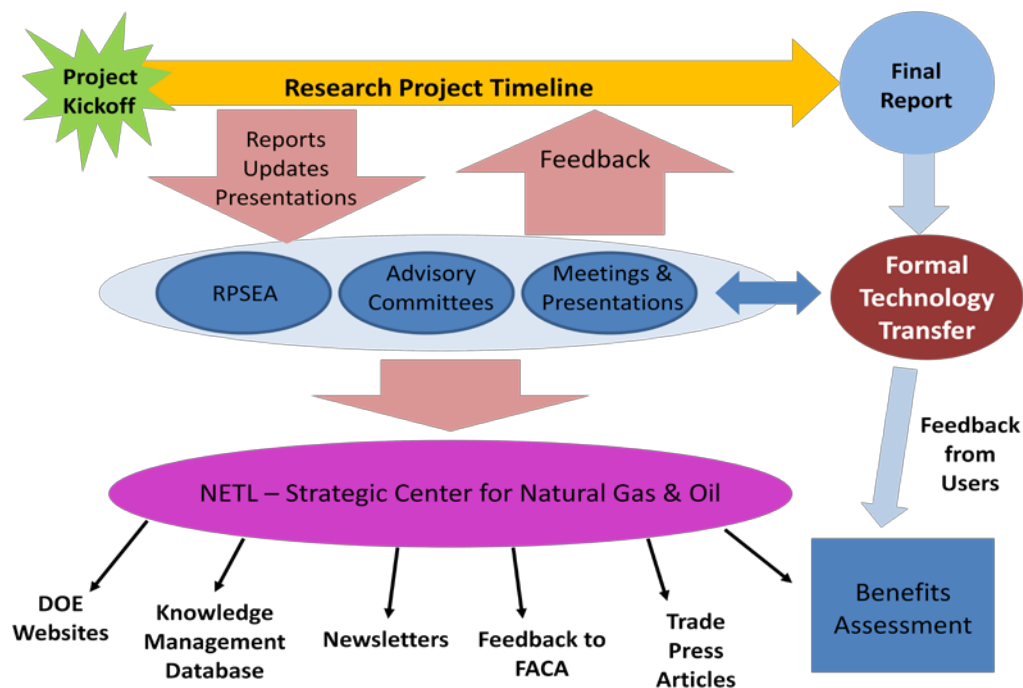 Project
Kickoff
Research Project Timeline
Final
Report
Reports
Updates
Presentations
Feedback
RPSEA
Advisory
Committees
Meetings &
Presentations
Formal
Technology
Transfer
Feedback
from
Users
NETL – Strategic Center for Natural Gas & Oil
DOE
Websites
Knowledge
Management
Database
Newsletters
Feedback to
FACA
Trade
Press
Articles
Benefits
Assessment